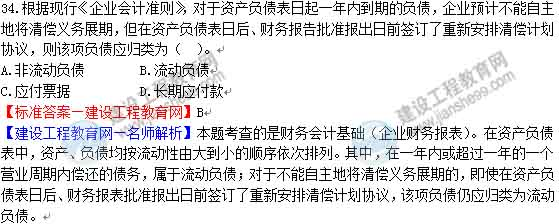 34.根据现行《企业会计准则》，对于资产负债表日起一年内到期的负债，企业预计不能自主
地将清偿义务展期，但在资产负债表日后、财务报告批准报出日前签订了重新安排清偿计划
协议，则该项负债应归类为（ ）。
A.非流动负债 B.流动负债
C.应付票据 D.长期应付款
【标准答案—建设工程教育网】B
【建设工程教育网—名师解析】本题考查的是财务会计基础（企业财务报表）。在资产负债
表中，资产、负债均按流动性由大到小的顺序依次排列。其中，在一年内或超过一年的一个
营业周期内偿还的债务，属于流动负债；对于不能自主地将清偿义务展期的，即使在资产负
债表日后、财务报表批准报出日前签订了重新安排清偿计划协议，该项负债仍应归类为流动
负债。
建设工程教育网
www.jianshe99.com
建设工程教育网
www.jianshe99.com